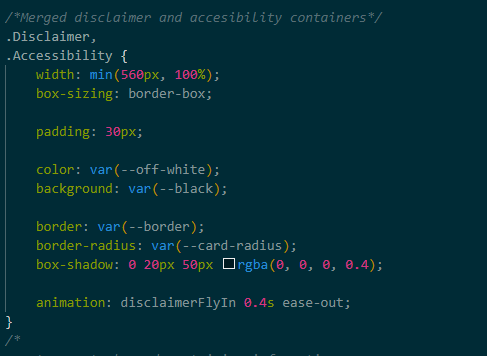 /*Merged disclaimer and accesibility containers*/
.Disclaimer,
.Accessibility {
width: min(560px, 100%);
box-sizing: border-box;
padding: 30px;
color: var(--off-white);
background: var(--black);
border: var(--border);
border-radius: var(--card-radius);
box-shadow: 0 20px 50px rgba(0, 0, 0, 0.4);
animation: disclaimerFlyIn 0.4s ease-out;
}
/*